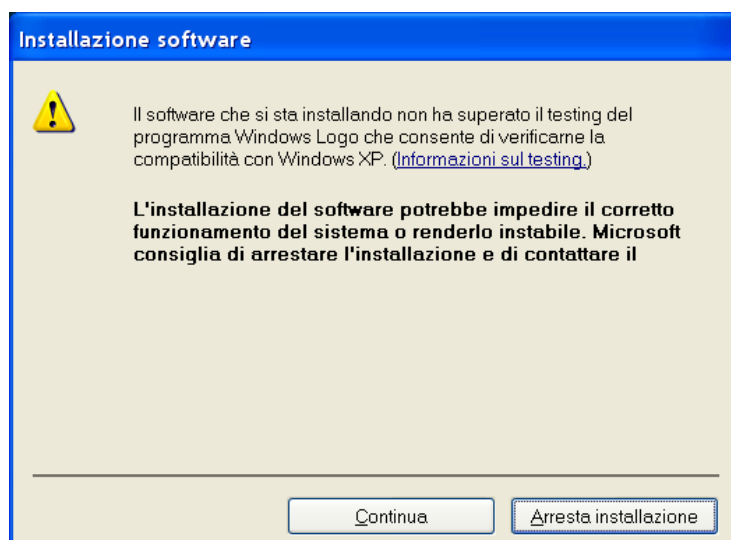 Installazione software
Il software che si sta installando non ha superato il testing del
programma Windows Logo che consente di verificarne la
compatibilità con Windows XP. (Informazioni sul testing.)
L'installazione del software potrebbe impedire il corretto
funzionamento del sistema o renderlo instabile. Microsoft
consiglia di arrestare l'installazione e di contattare il
Continua
Arresta installazione